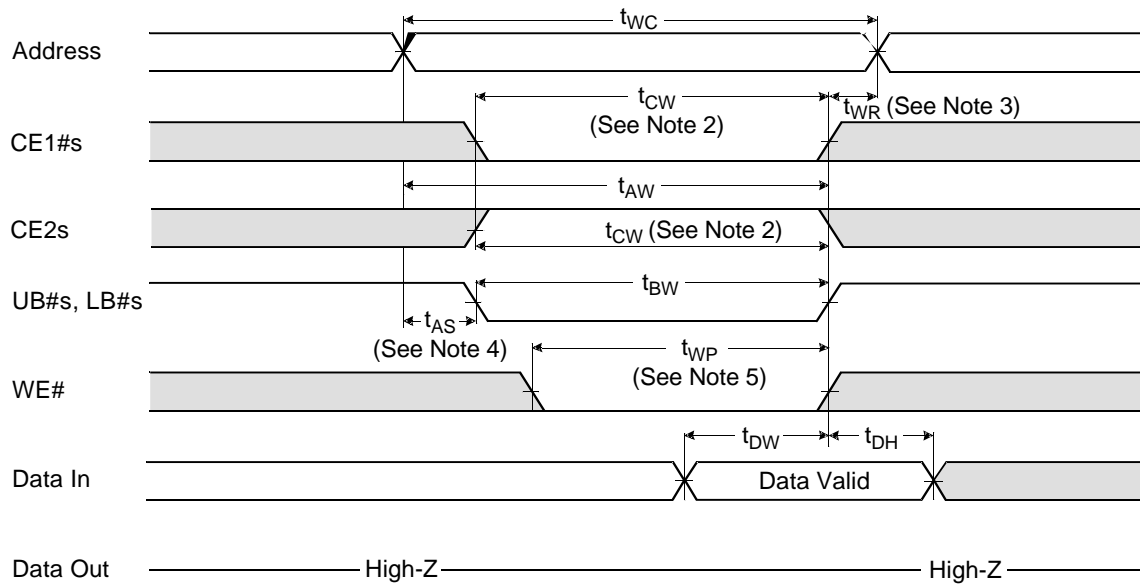 tWC
Address
tCW
(See Note 2)
tWR (See Note 3)
CE1#s
tAW
CE2s
tCW (See Note 2)
tBW
UB#s, LB#s
tAS
(See Note 4)
tWP
(See Note 5)
WE#
tDW
tDH
Data In
Data Valid
Data Out
High-Z
High-Z